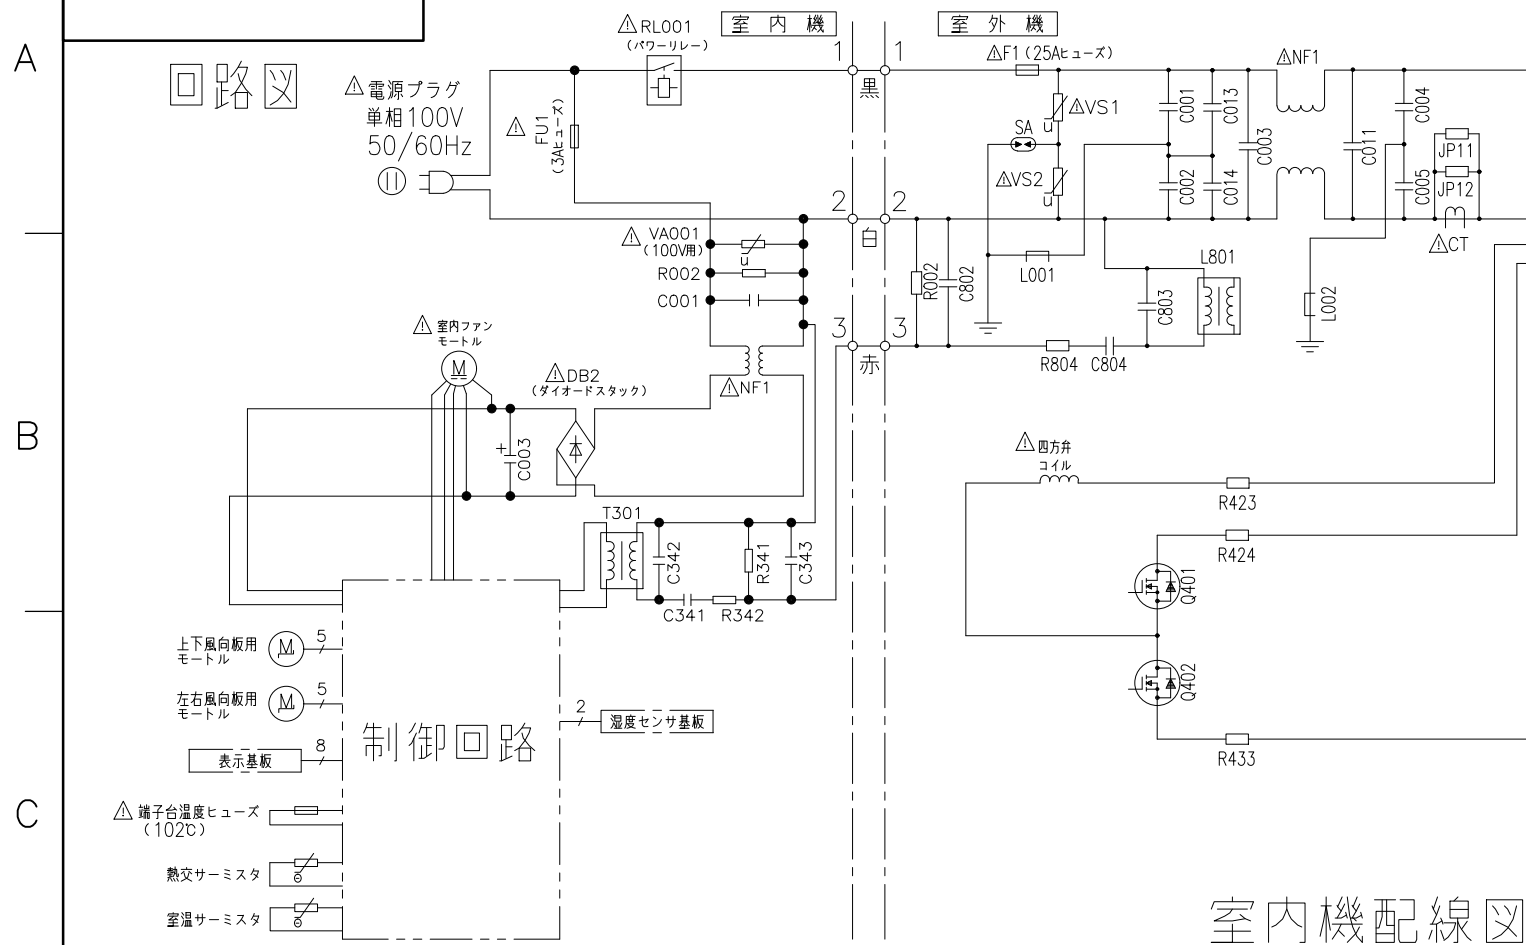 A
回路図
⚠電源プラグ
単相100V
50/60Hz
⚠RL001
(パワーリレー)
⚠
FU1
(3Aヒューズ)
室内機
室外機
1
1
黒
2
2
白
3
3
赤
⚠F1(25Aヒューズ)
⚠VS1
u
SA
⚠VS2
u
C001
C013
C002
C014
C003
⚠NF1
C011
C004
C005
JP11
JP12
⚠CT
⚠VA001
(100V用)
u
R002
C001
⚠NF1
R002
C802
L001
C803
L801
L002
R804
C804
⚠室内ファン
モートル
M
⚠DB2
(ダイオードスタック)
B
+
C003
T301
C342
R341
C343
C341
R342
⚠四方弁
コイル
R423
R424
Q401
Q402
R433
上下風向板用
モートル
M
5
左右風向板用
モートル
M
5
表示基板
8
制御回路
2
湿度センサ基板
C
⚠端子台温度ヒューズ
(102℃)
熱交サーミスタ
θ
室温サーミスタ
θ
室内機配線図